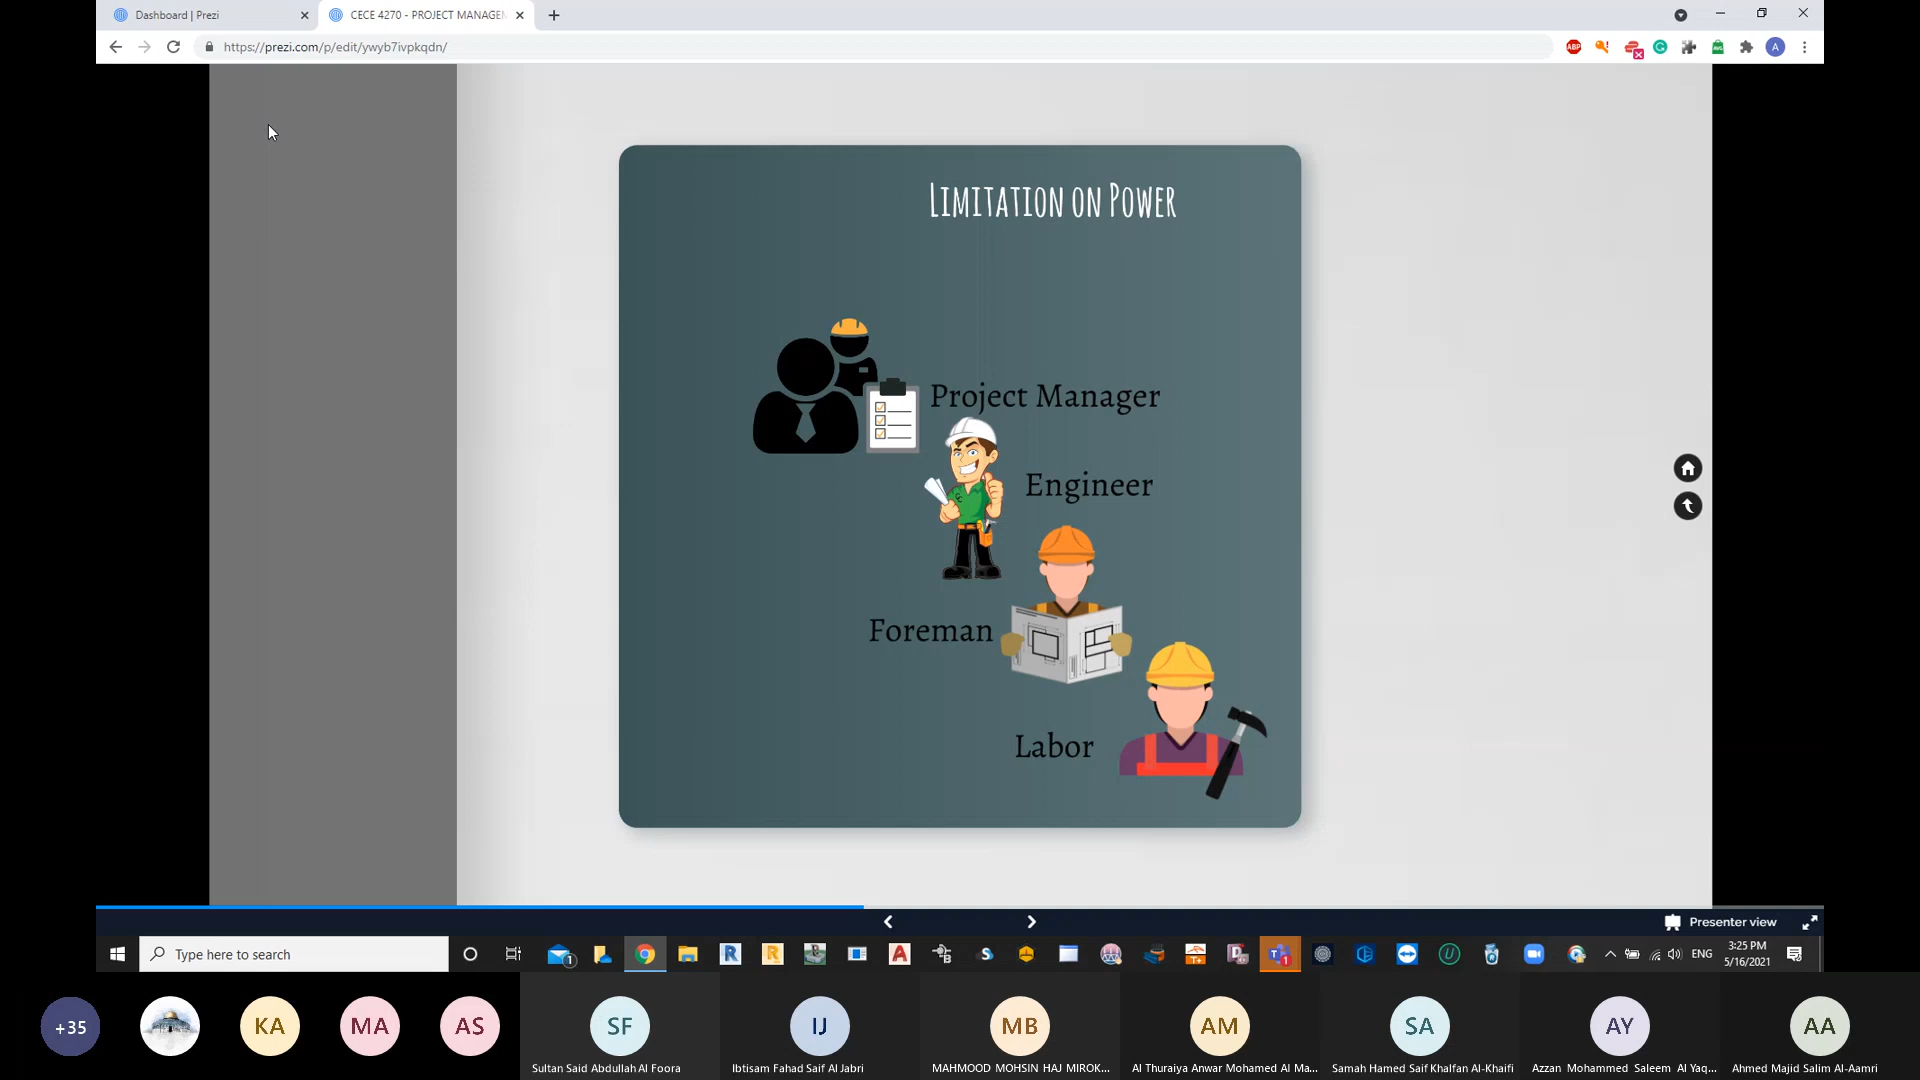 Dashboard | Prezi
CECE 4270 - PROJECT MANAGEM
https://prezi.com/p/edit/ywyb7ivpkqdn/
ABP
A
LIMITATION ON POWER
Project Manager
Engineer
Foreman
Labor
Presenter view
Type here to search
ENG
3:25 PM
5/16/2021
+35
KA
MA
AS
SF
IJ
MB
AM
SA
AY
AA
Sultan Said Abdullah Al Foora
Ibtisam Fahad Saif Al Jabri
MAHMOOD MOHSIN HAJ MIROK...
Al Thuraiya Anwar Mohamed Al Ma...
Samah Hamed Saif Khalfan Al-Khaifi
Azzan Mohammed Saleem Al Yaq...
Ahmed Majid Salim Al-Aamri